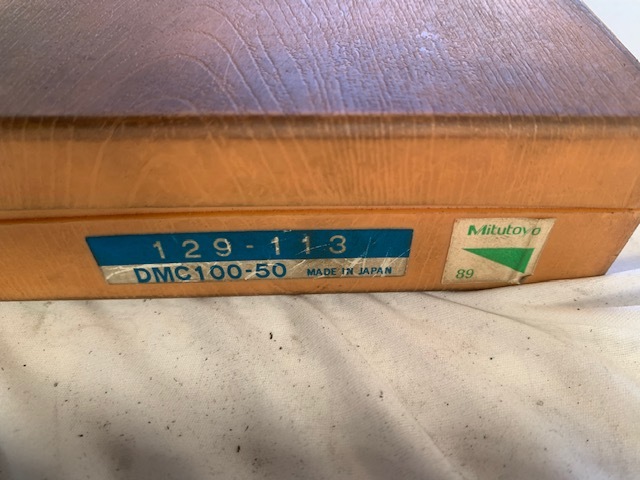 129-113
DMC100-50 MADE IN JAPAN
Mitutoyo
89